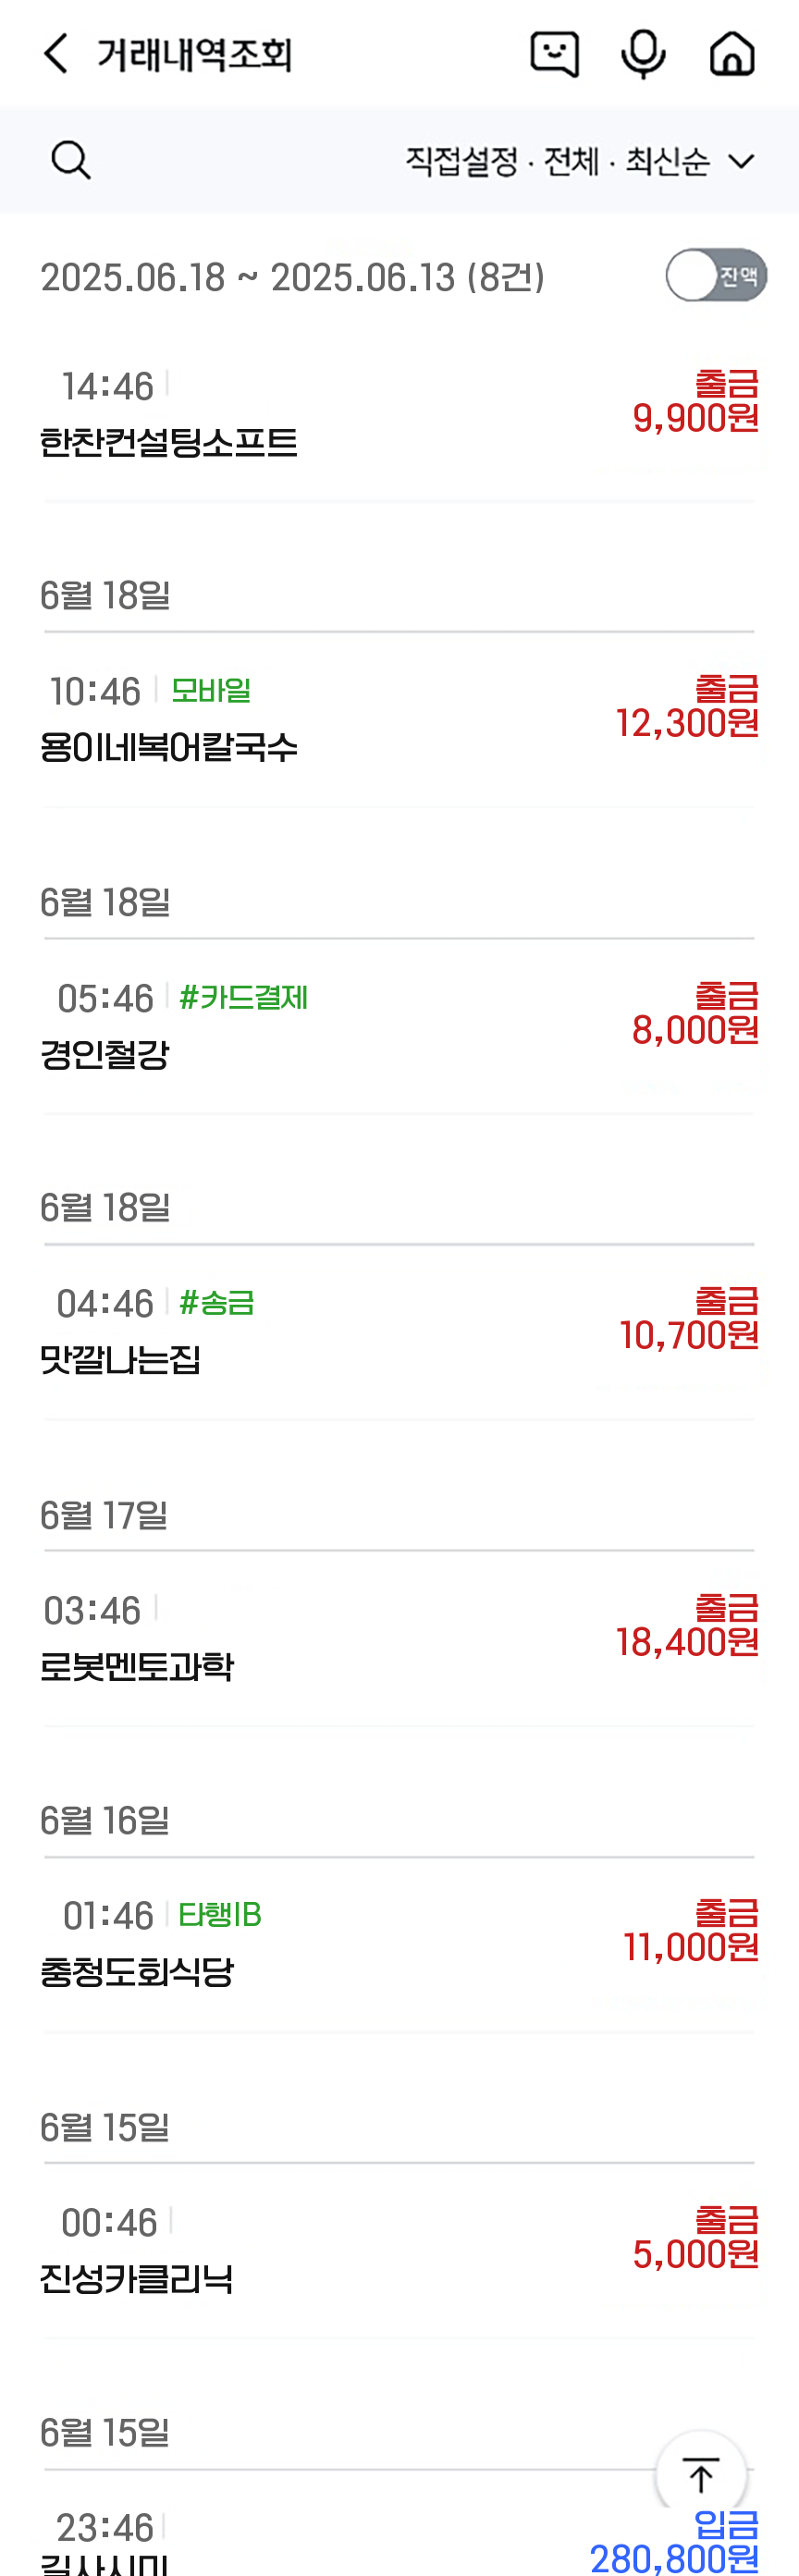 거래내역조회
직접설정 · 전체 · 최신순
2025.06.18 ~ 2025.06.13 (8건)
잔액
14:46
출금
한찬컨설팅소프트
9,900원
6월 18일
10:46 모바일
출금
용이네복어칼국수
12,300원
6월 18일
05:46 #카드결제
출금
경인철강
8,000원
6월 18일
04:46 #송금
출금
맛깔나는집
10,700원
6월 17일
03:46
출금
로봇멘토과학
18,400원
6월 16일
01:46 타행IB
출금
충청도회식당
11,000원
6월 15일
00:46
출금
진성카클리닉
5,000원
6월 15일
23:46
입금
280,800원